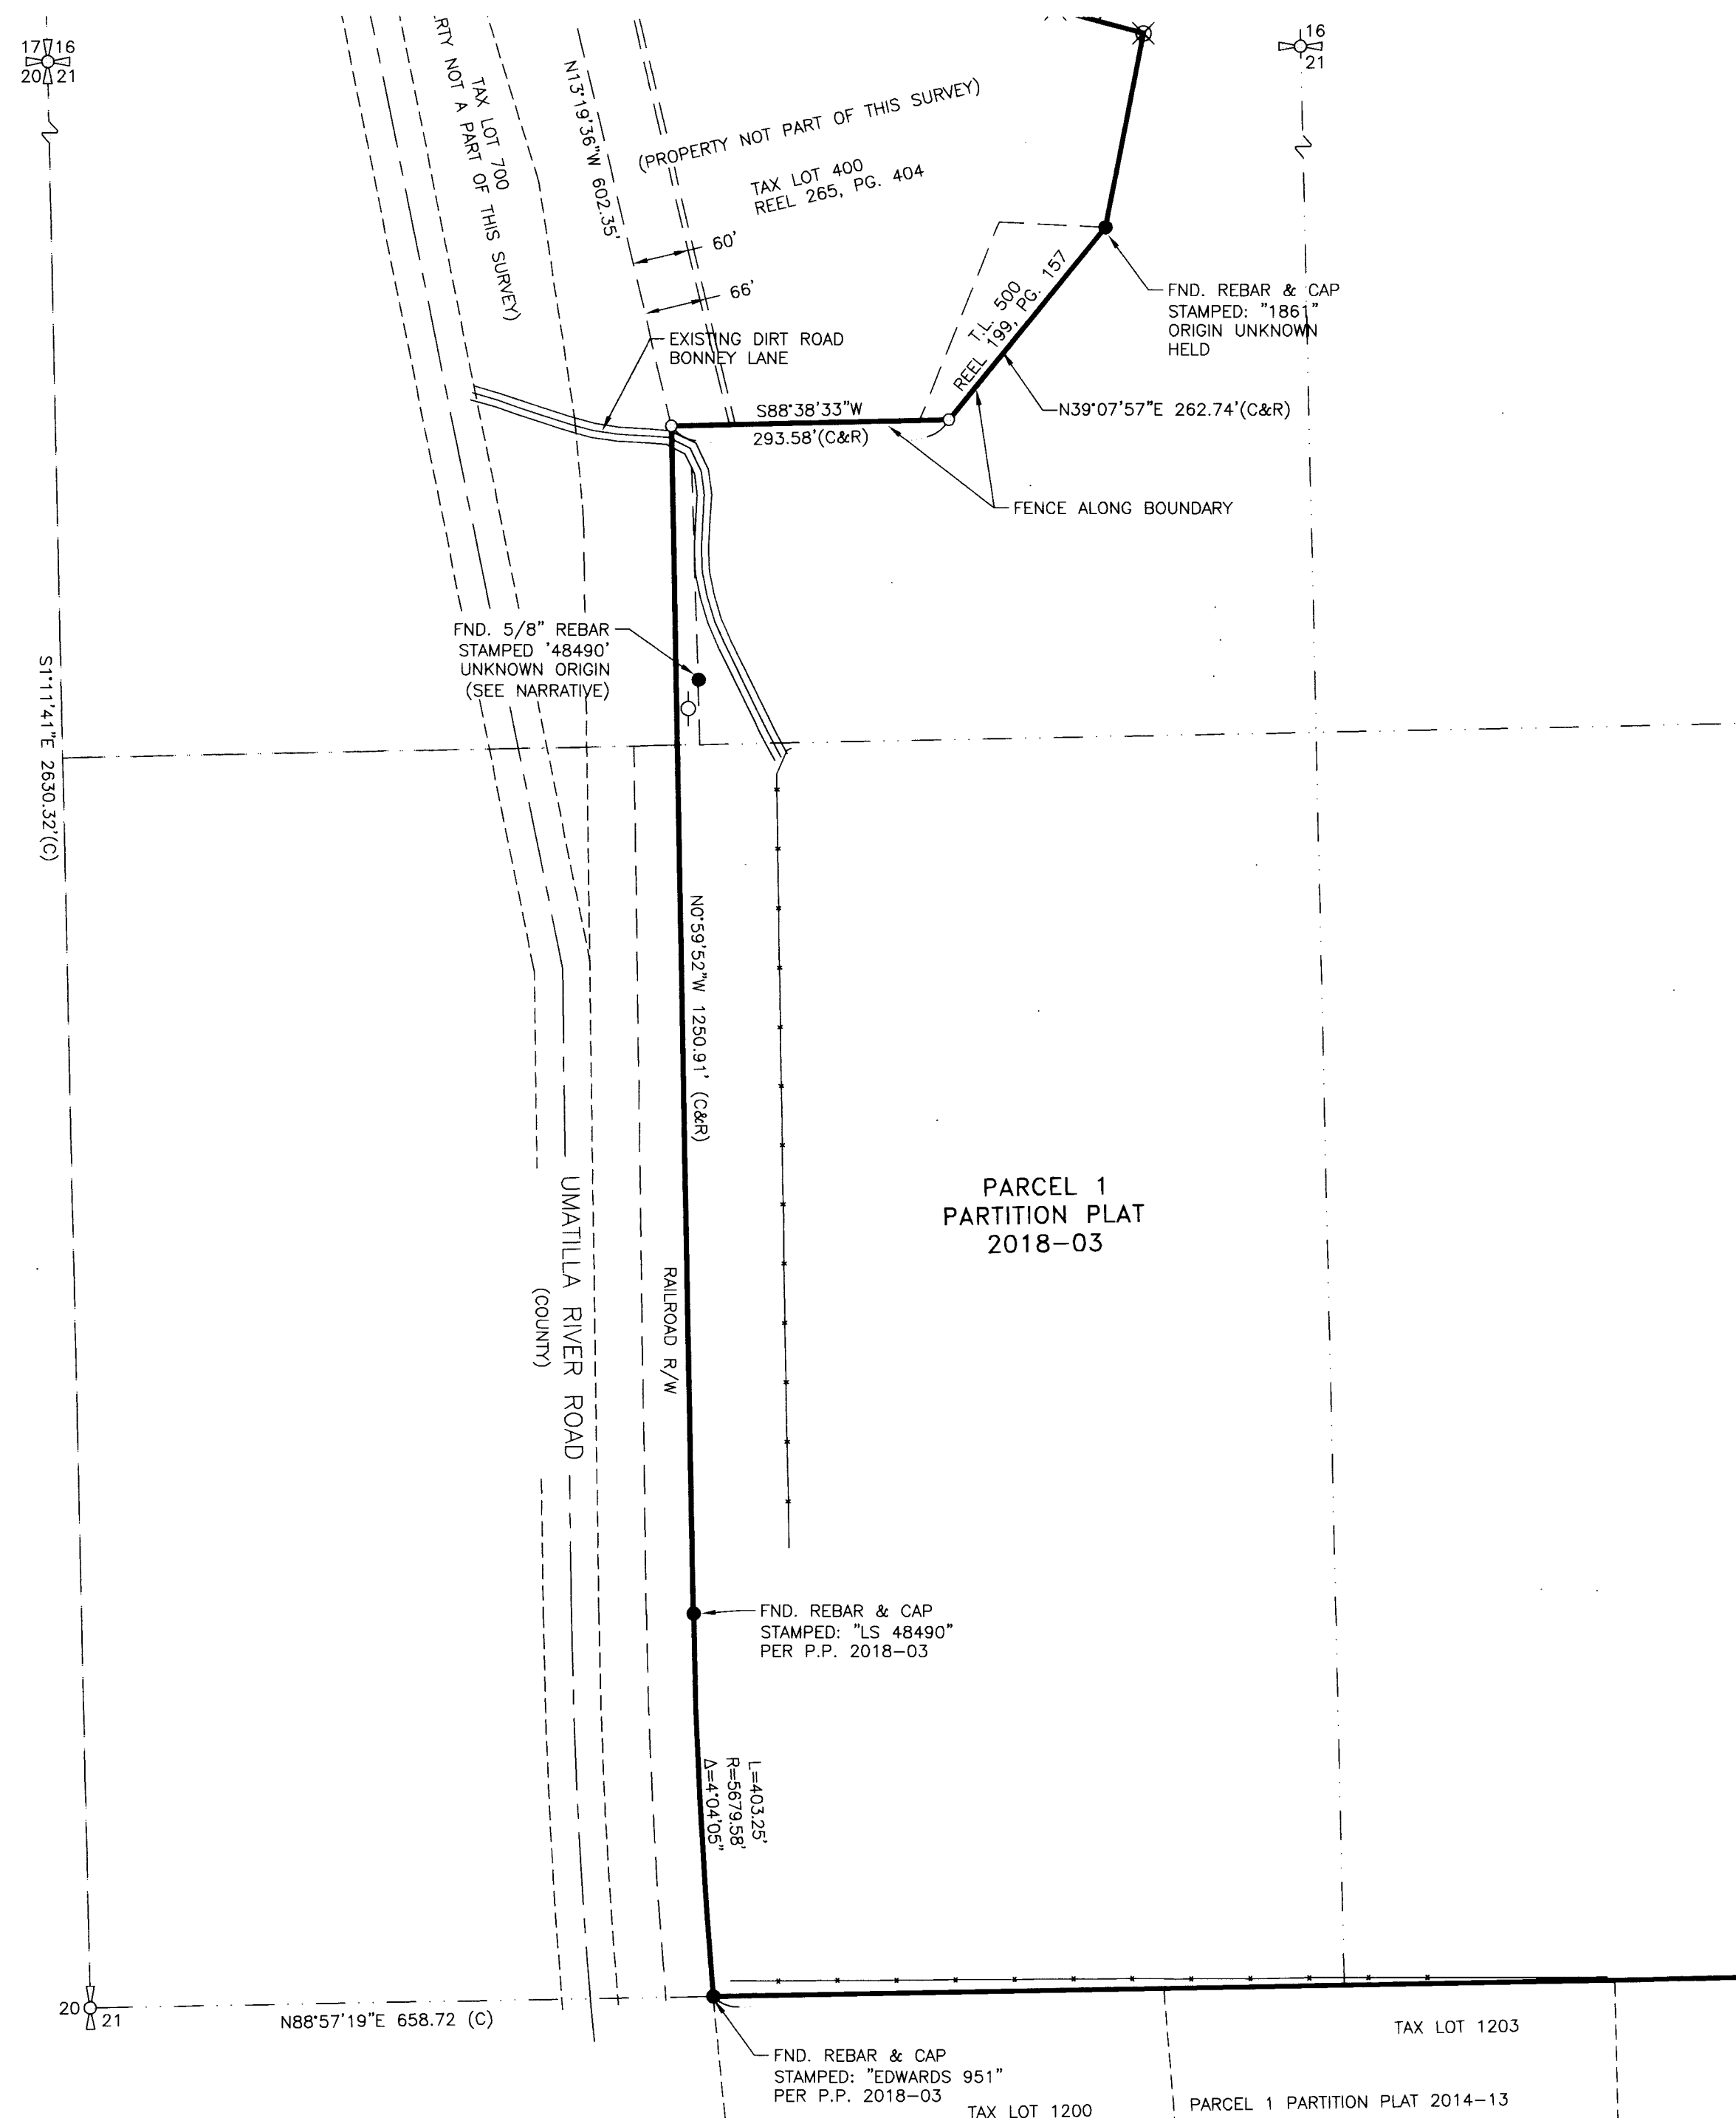 17 16
20 21
16
21
RTY NOT A PART OF THIS SURVEY)
TAX LOT 700
N13°19'36"W 602.35'
(PROPERTY NOT PART OF THIS SURVEY)
TAX LOT 400
REEL 265, PG. 404
60'
66'
EXISTING DIRT ROAD
BONNEY LANE
T.L. 500
REEL 199, PG. 157
FND. REBAR & CAP
STAMPED: "1861"
ORIGIN UNKNOWN
HELD
N39°07'57"E 262.74'(C&R)
S88°38'33"W
293.58'(C&R)
FENCE ALONG BOUNDARY
FND. 5/8" REBAR
STAMPED '48490'
UNKNOWN ORIGIN
(SEE NARRATIVE)
S1°11'41"E 2630.32'(C)
N0°59'52"W 1250.91' (C&R)
PARCEL 1
PARTITION PLAT
2018-03
UMATILLA RIVER ROAD
(COUNTY)
RAILROAD R/W
FND. REBAR & CAP
STAMPED: "LS 48490"
PER P.P. 2018-03
L=403.25'
R=5679.58'
Δ=4°04'05"
20
21
N88°57'19"E 658.72 (C)
FND. REBAR & CAP
STAMPED: "EDWARDS 951"
PER P.P. 2018-03
TAX LOT 1203
TAX LOT 1200
PARCEL 1 PARTITION PLAT 2014-13